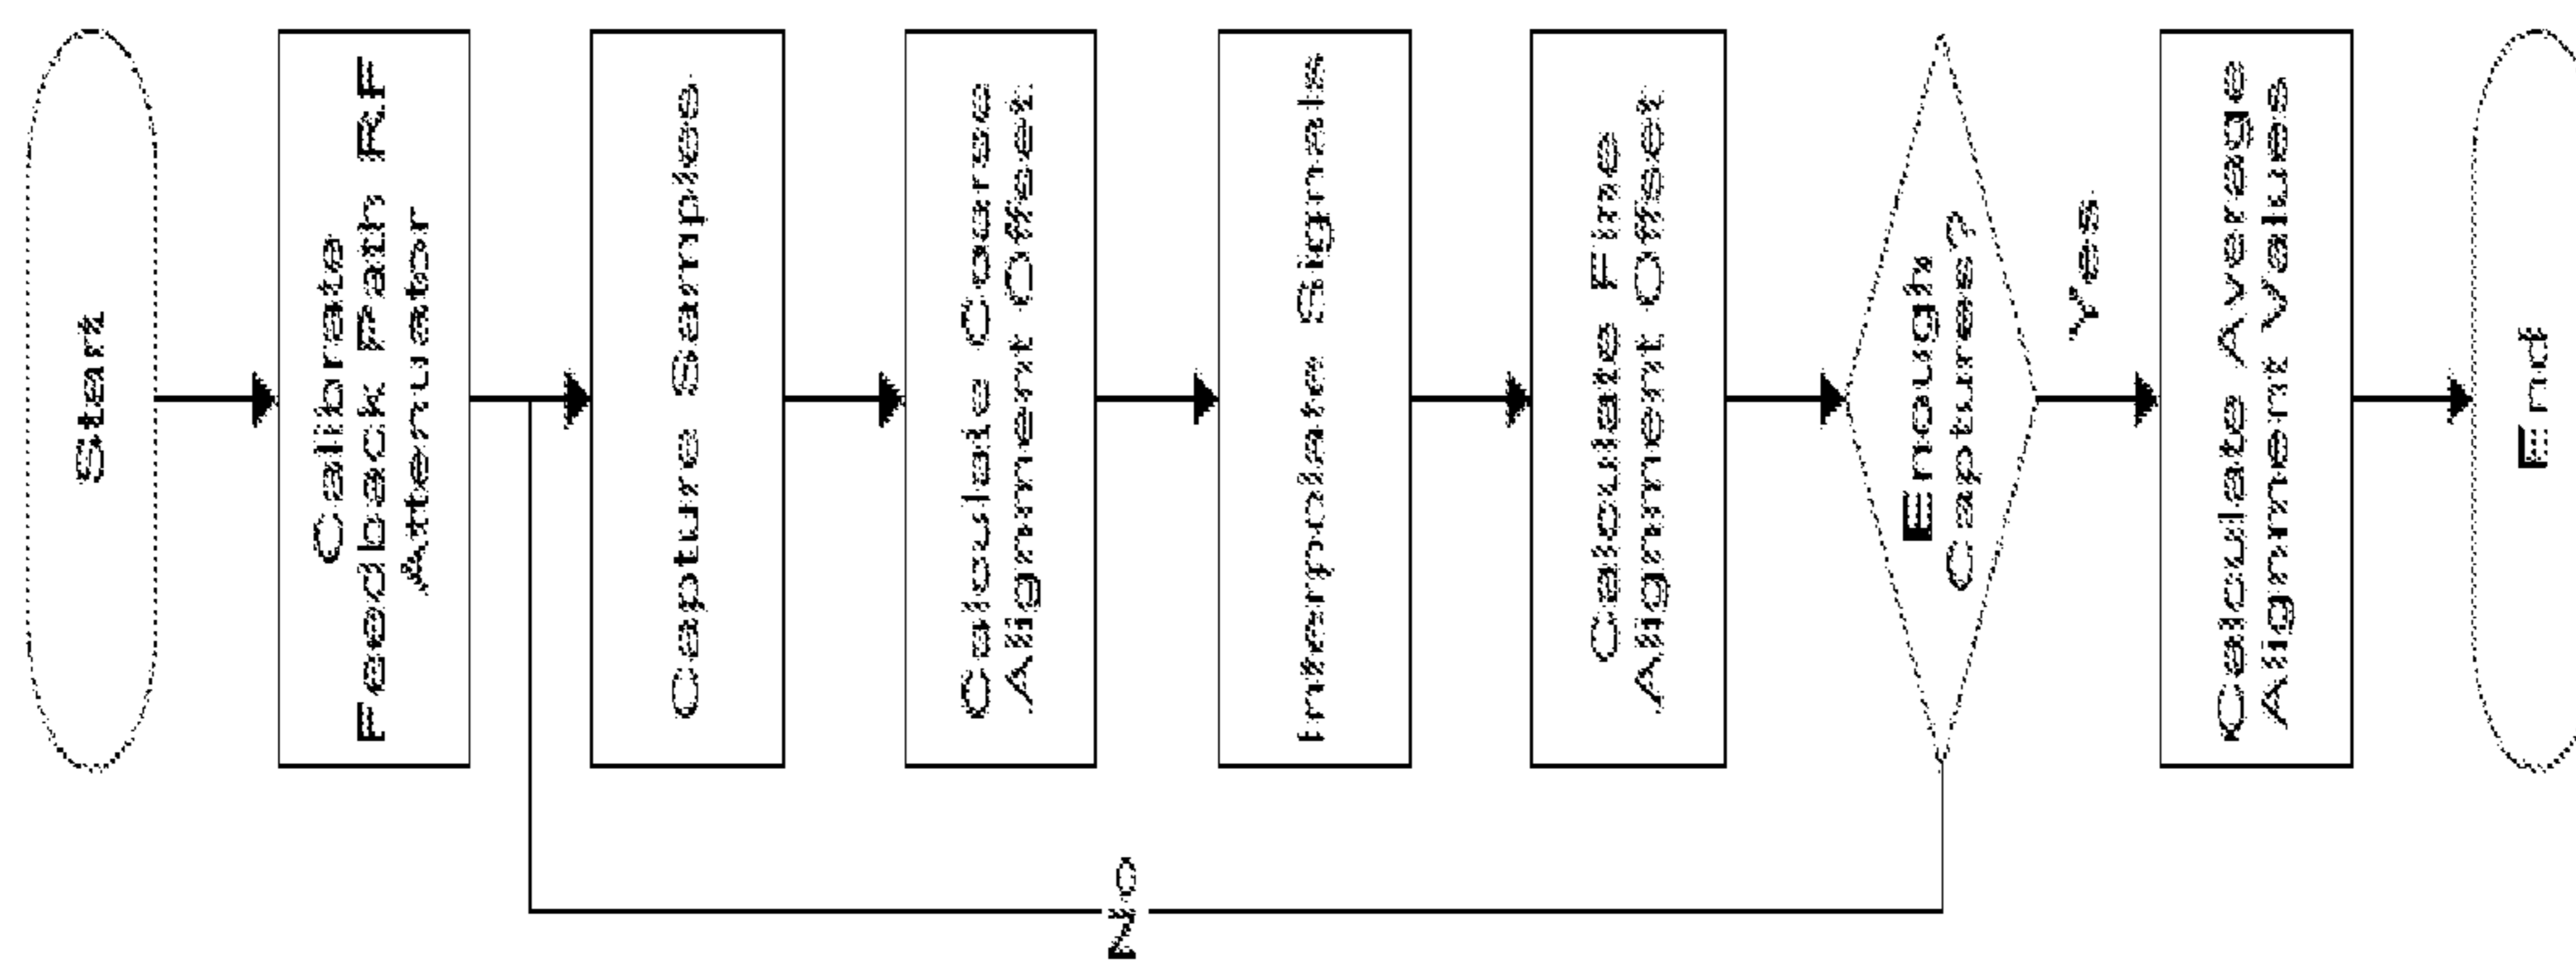 Start
Calibrate
Feedback Path RF
Attenuator
Capture Samples
Calculate Coarse
Alignment Offset
Interpolate Signals
Calculate Fine
Alignment Offset
Enough
Captures?
Yes
No
Calculate Average
Alignment Values
End